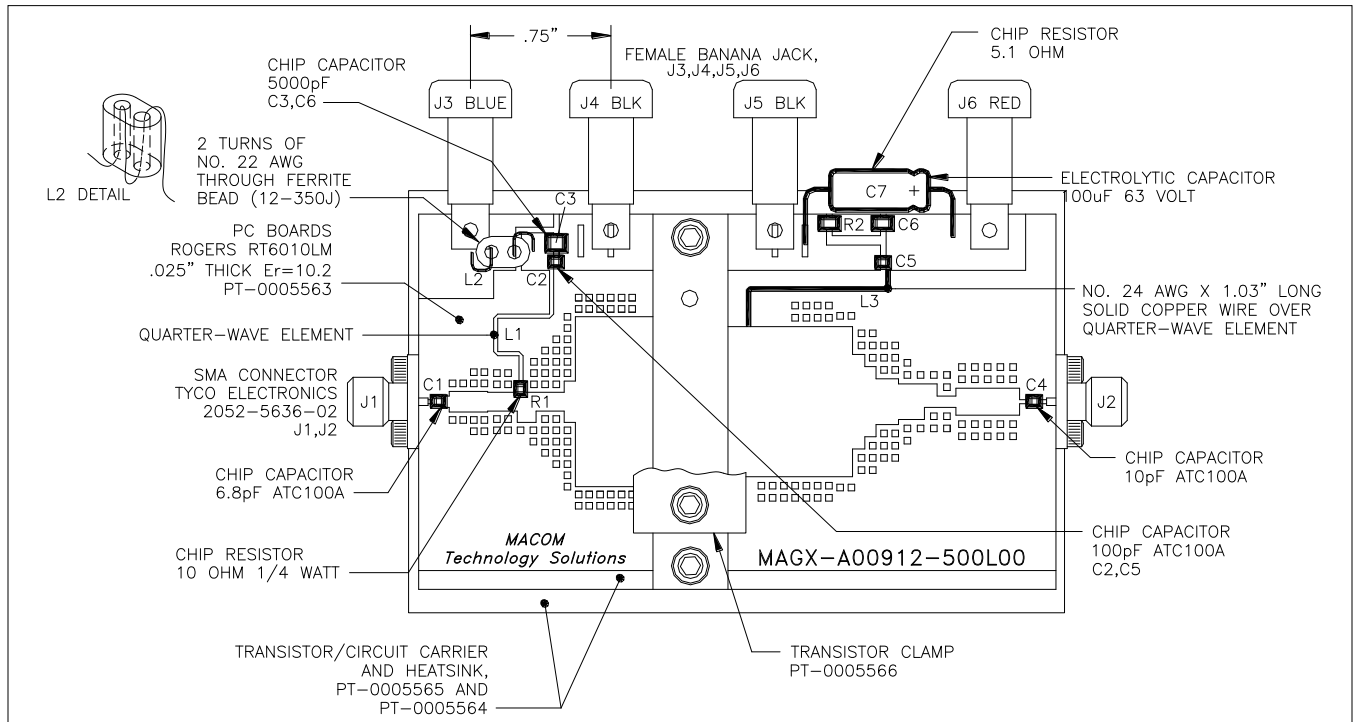 .75"
CHIP RESISTOR
5.1 OHM
CHIP CAPACITOR
5000pF
C3,C6
FEMALE BANANA JACK,
J3,J4,J5,J6
J3 BLUE
J4 BLK
J5 BLK
J6 RED
2 TURNS OF
NO. 22 AWG
THROUGH FERRITE
BEAD (12-350J)
L2 DETAIL
ELECTROLYTIC CAPACITOR
100uF 63 VOLT
C7 +
C3
R2
C6
PC BOARDS
ROGERS RT6010LM
.025" THICK Er=10.2
PT-0005563
L2
C2
C5
L3
NO. 24 AWG X 1.03" LONG
SOLID COPPER WIRE OVER
QUARTER-WAVE ELEMENT
QUARTER-WAVE ELEMENT
L1
SMA CONNECTOR
TYCO ELECTRONICS
2052-5636-02
J1,J2
J1
C1
R1
C4
J2
CHIP CAPACITOR
6.8pF ATC100A
CHIP CAPACITOR
10pF ATC100A
CHIP RESISTOR
10 OHM 1/4 WATT
MACOM
Technology Solutions
MAGX-A00912-500L00
CHIP CAPACITOR
100pF ATC100A
C2,C5
TRANSISTOR/CIRCUIT CARRIER
AND HEATSINK,
PT-0005565 AND
PT-0005564
TRANSISTOR CLAMP
PT-0005566